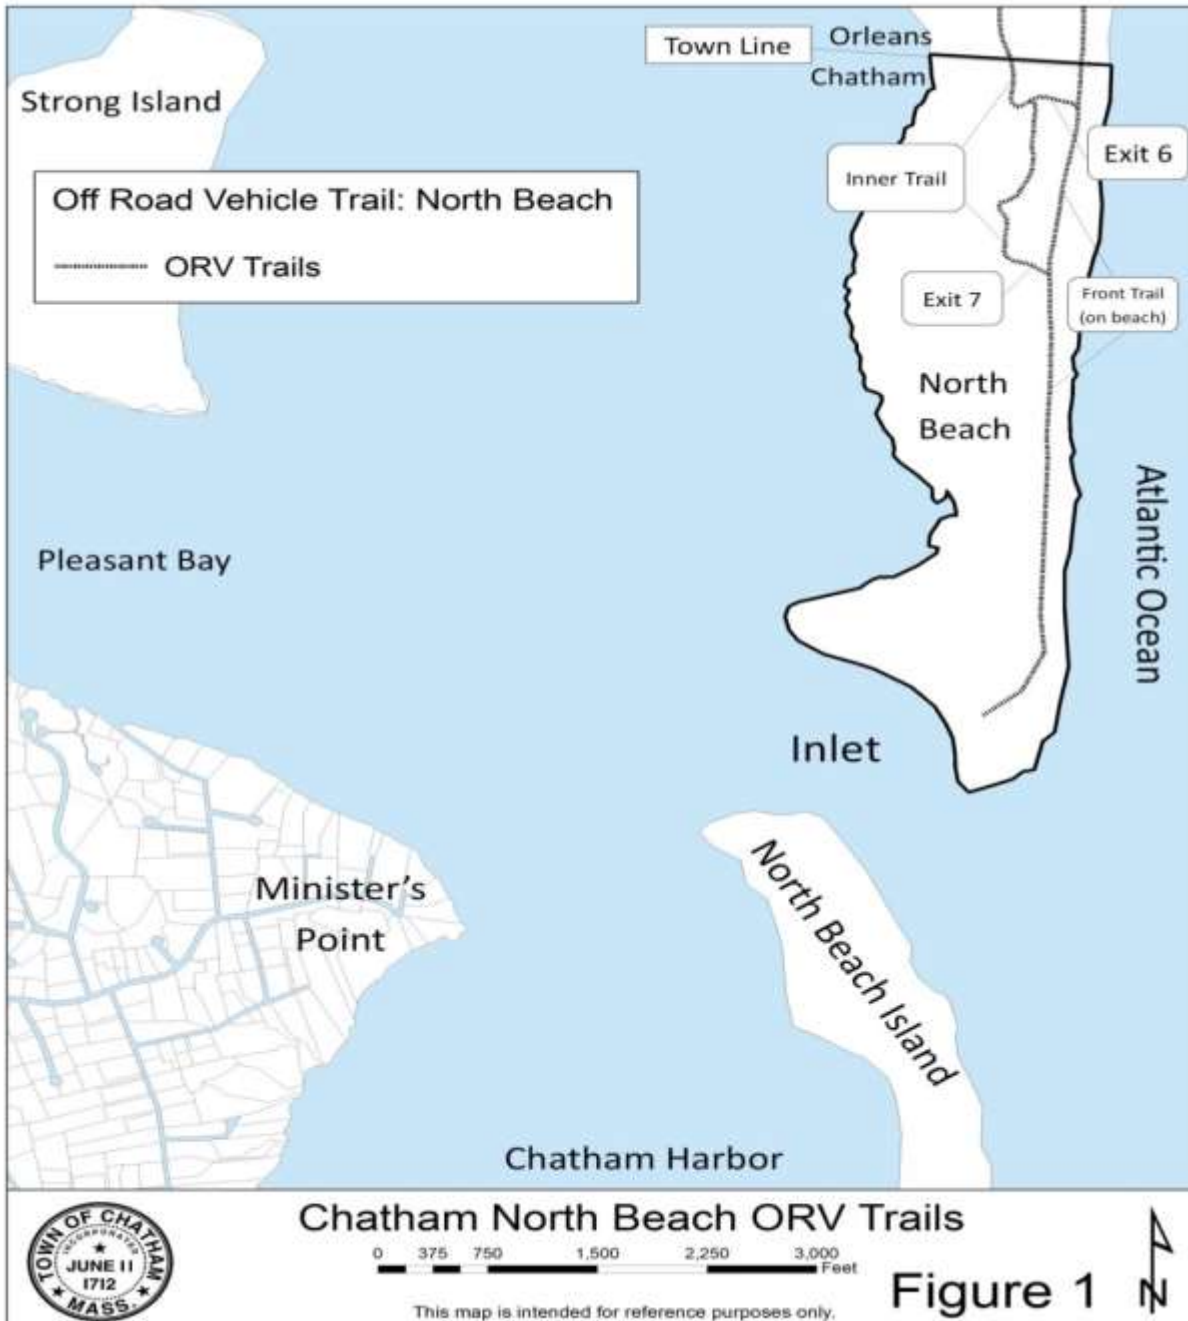 Town Line
Orleans
Chatham
Strong Island
Exit 6
Inner Trail
Off Road Vehicle Trail: North Beach
ORV Trails
Exit 7
Front Trail
(on beach)
North
Beach
Atlantic Ocean
Pleasant Bay
Inlet
North Beach Island
Minister's
Point
Chatham Harbor
TOWN OF CHATHAM
INCORPORATED
JUNE 11
1712
MASS.
Chatham North Beach ORV Trails
0 375 750 1,500 2,250 3,000
Feet
This map is intended for reference purposes only.
Figure 1
N